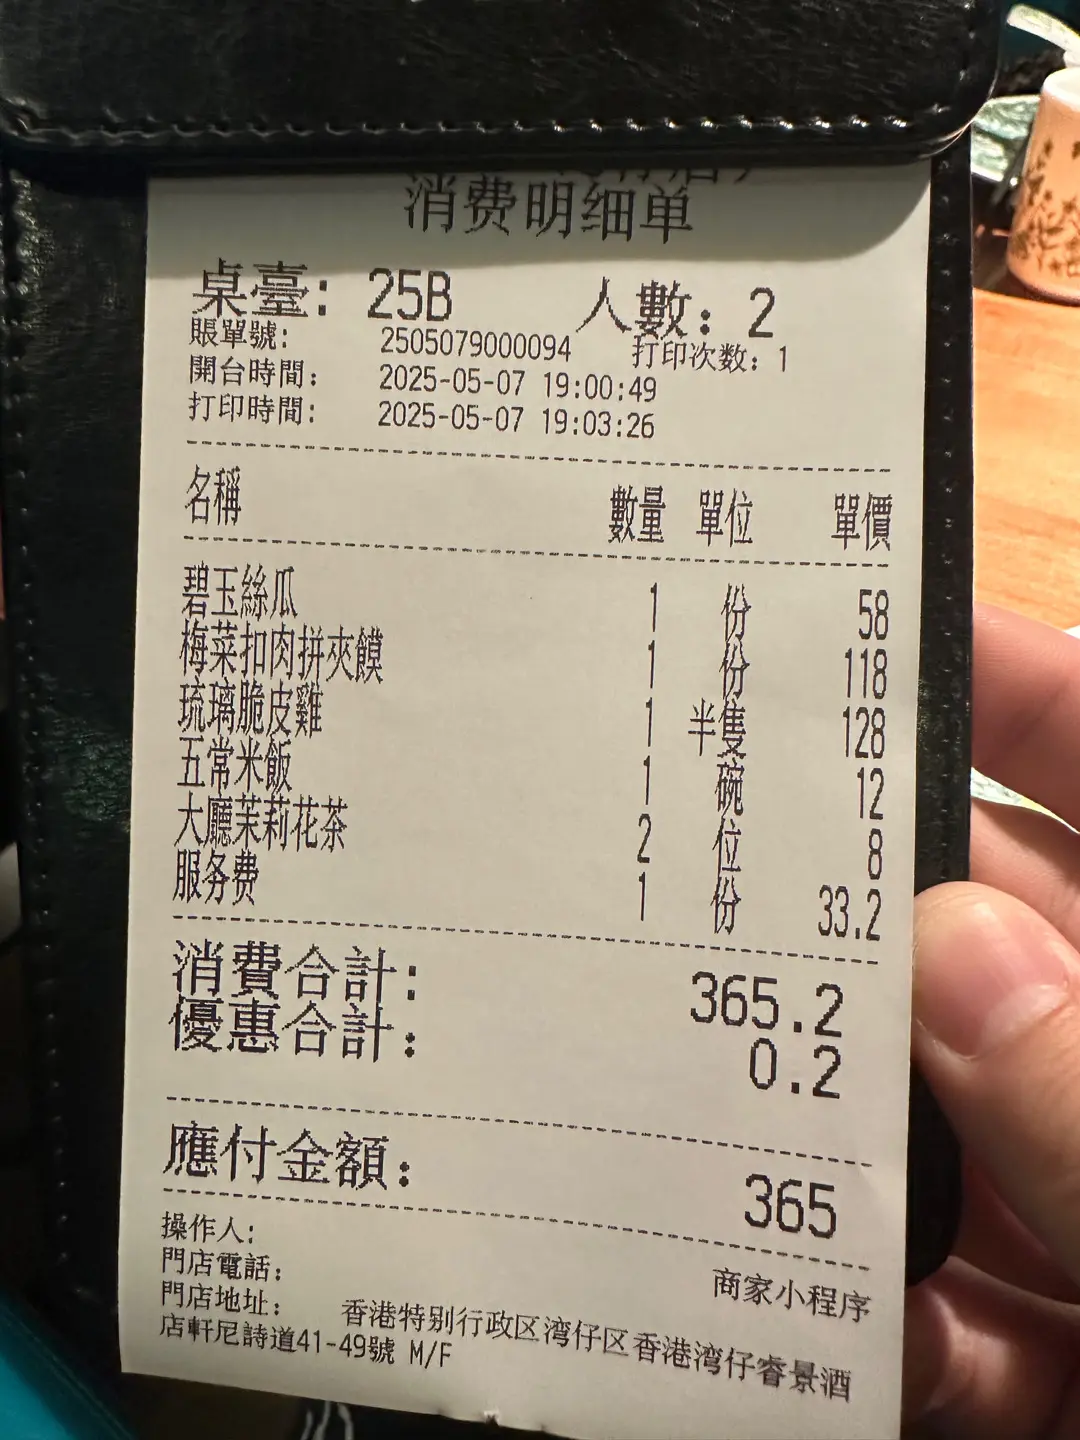 消费明细单
桌臺: 25B 人數: 2
賬單號: 2505079000094 打印次数: 1
開台時間: 2025-05-07 19:00:49
打印時間: 2025-05-07 19:03:26
名稱 數量 單位 單價
碧玉絲瓜 1 份 58
梅菜扣肉拼夾饃 1 份 118
琉璃脆皮雞 1 半隻 128
五常米飯 1 碗 12
大廳茉莉花茶 2 位 8
服务费 1 份 33.2
消費合計: 365.2
優惠合計: 0.2
應付金額: 365
操作人:
門店電話: 商家小程序
門店地址: 香港特别行政区湾仔区香港湾仔睿景酒
店軒尼詩道41-49號 M/F